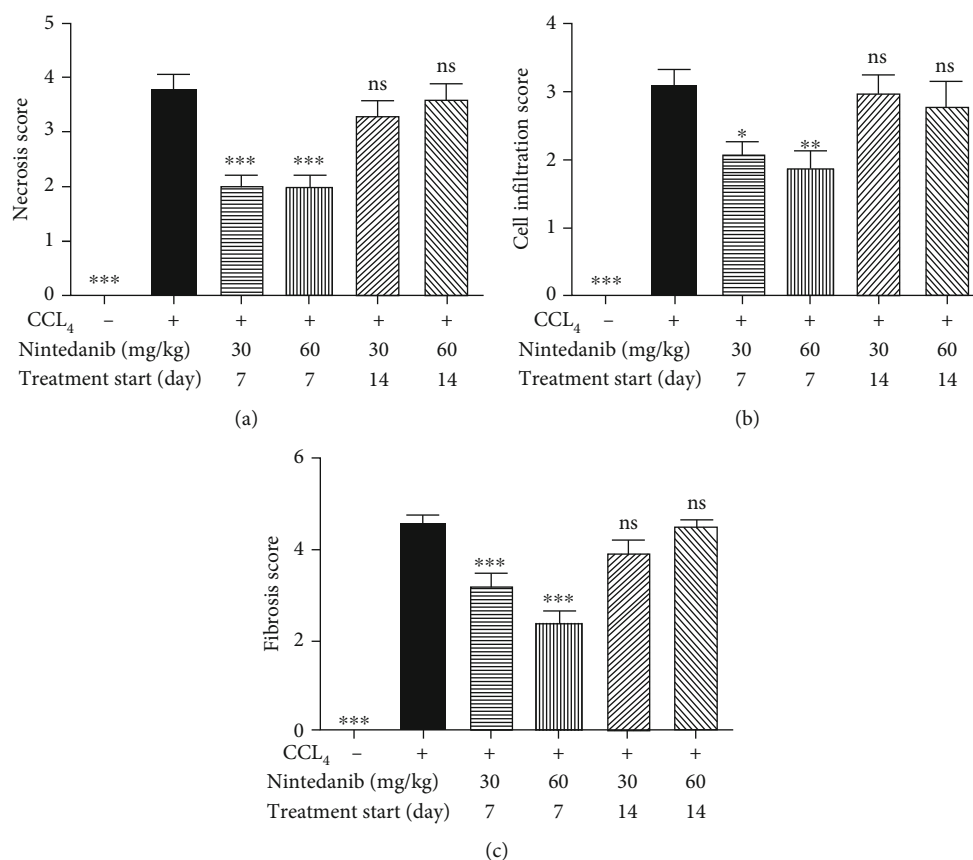 5
4
3
2
1
0
Necrosis score
***
***
***
ns
ns
CCL4 – + + + + +
Nintedanib (mg/kg) 30 60 30 60
Treatment start (day) 7 7 14 14
(a)
4
3
2
1
0
Cell infiltration score
***
*
**
ns
ns
CCL4 – + + + + +
Nintedanib (mg/kg) 30 60 30 60
Treatment start (day) 7 7 14 14
(b)
6
4
2
0
Fibrosis score
***
***
***
ns
ns
CCL4 – + + + + +
Nintedanib (mg/kg) 30 60 30 60
Treatment start (day) 7 7 14 14
(c)